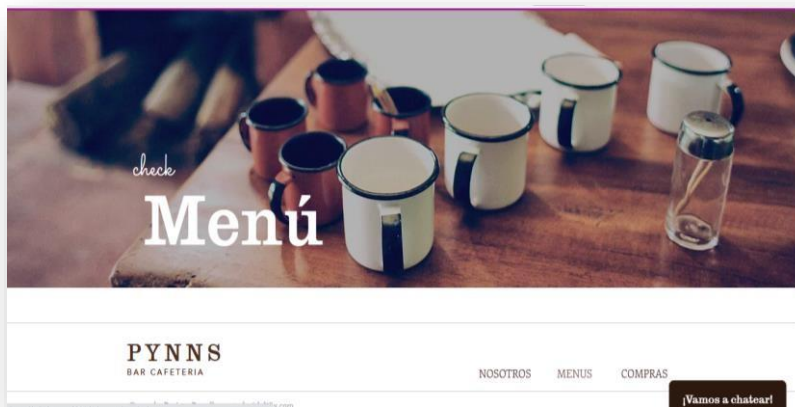 check
Menú
PYNNS
BAR CAFETERIA
NOSOTROS MENUS COMPRAS
¡Vamos a chatear!